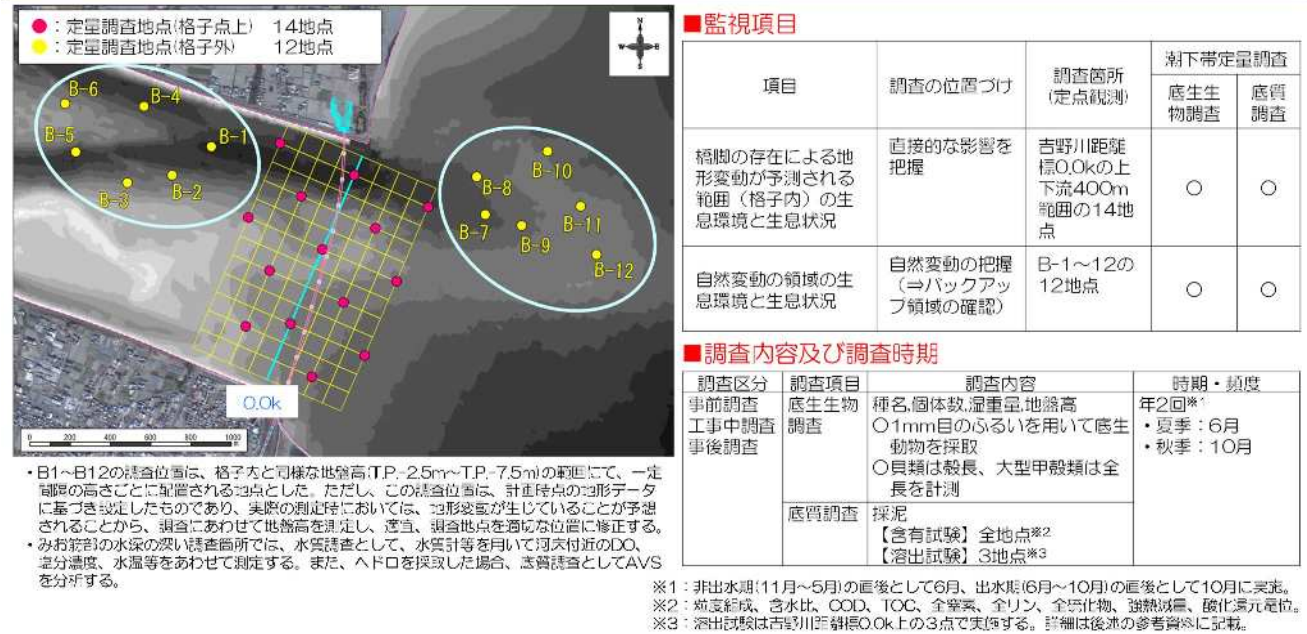 ●：定量調査地点(格子点上)　14地点
●：定量調査地点(格子外)　12地点
N
W E
S
B-6
B-4
B-5
B-1
B-3
B-2
B-10
B-8
B-11
B-7
B-9
B-12
0.0k
0 200 400 600 800 1000
・B1～B12の調査位置は、格子内と同様な地盤高(T.P.-2.5m～T.P.-7.5m)の範囲にて、一定
間隔の高さごとに配置される地点とした。ただし、この調査位置は、計画時点の地形データ
に基づき設定したものであり、実際の測定時においては、地形変動が生じていることが予想
されることから、調査にあわせて地盤高を測定し、適宜、調査地点を適切な位置に修正する。
・みお筋部の水深の深い調査箇所では、水質調査として、水質計等を用いて河床付近のDO、
塩分濃度、水温等をあわせて測定する。また、ヘドロを採取した場合、底質調査としてAVS
を分析する。
■監視項目
項目
調査の位置づけ
調査箇所
(定点観測)
潮下帯定量調査
底生生
物調査
底質
調査
橋脚の存在による地
形変動が予測される
範囲（格子内）の生
息環境と生息状況
直接的な影響を
把握
吉野川距離
標0.0kの上
下流400m
範囲の14地
点
○
○
自然変動の領域の生
息環境と生息状況
自然変動の把握
（⇒バックアッ
プ領域の確認）
B-1～12の
12地点
○
○
■調査内容及び調査時期
調査区分 調査項目 調査内容 時期・頻度
事前調査
工事中調査
事後調査
底生生物
調査
種名,個体数,湿重量,地盤高
○1mm目のふるいを用いて底生
動物を採取
○貝類は殻長、大型甲殻類は全
長を計測
年2回※1
・夏季：6月
・秋季：10月
底質調査
採泥
【含有試験】全地点※2
【溶出試験】3地点※3
※1：非出水期(11月～5月)の直後として6月、出水期(6月～10月)の直後として10月に実施。
※2：粒度組成、含水比、COD、TOC、全窒素、全リン、全硫化物、強熱減量、酸化還元電位。
※3：溶出試験は吉野川距離標0.0k上の3点で実施する。詳細は後述の参考資料に記載。